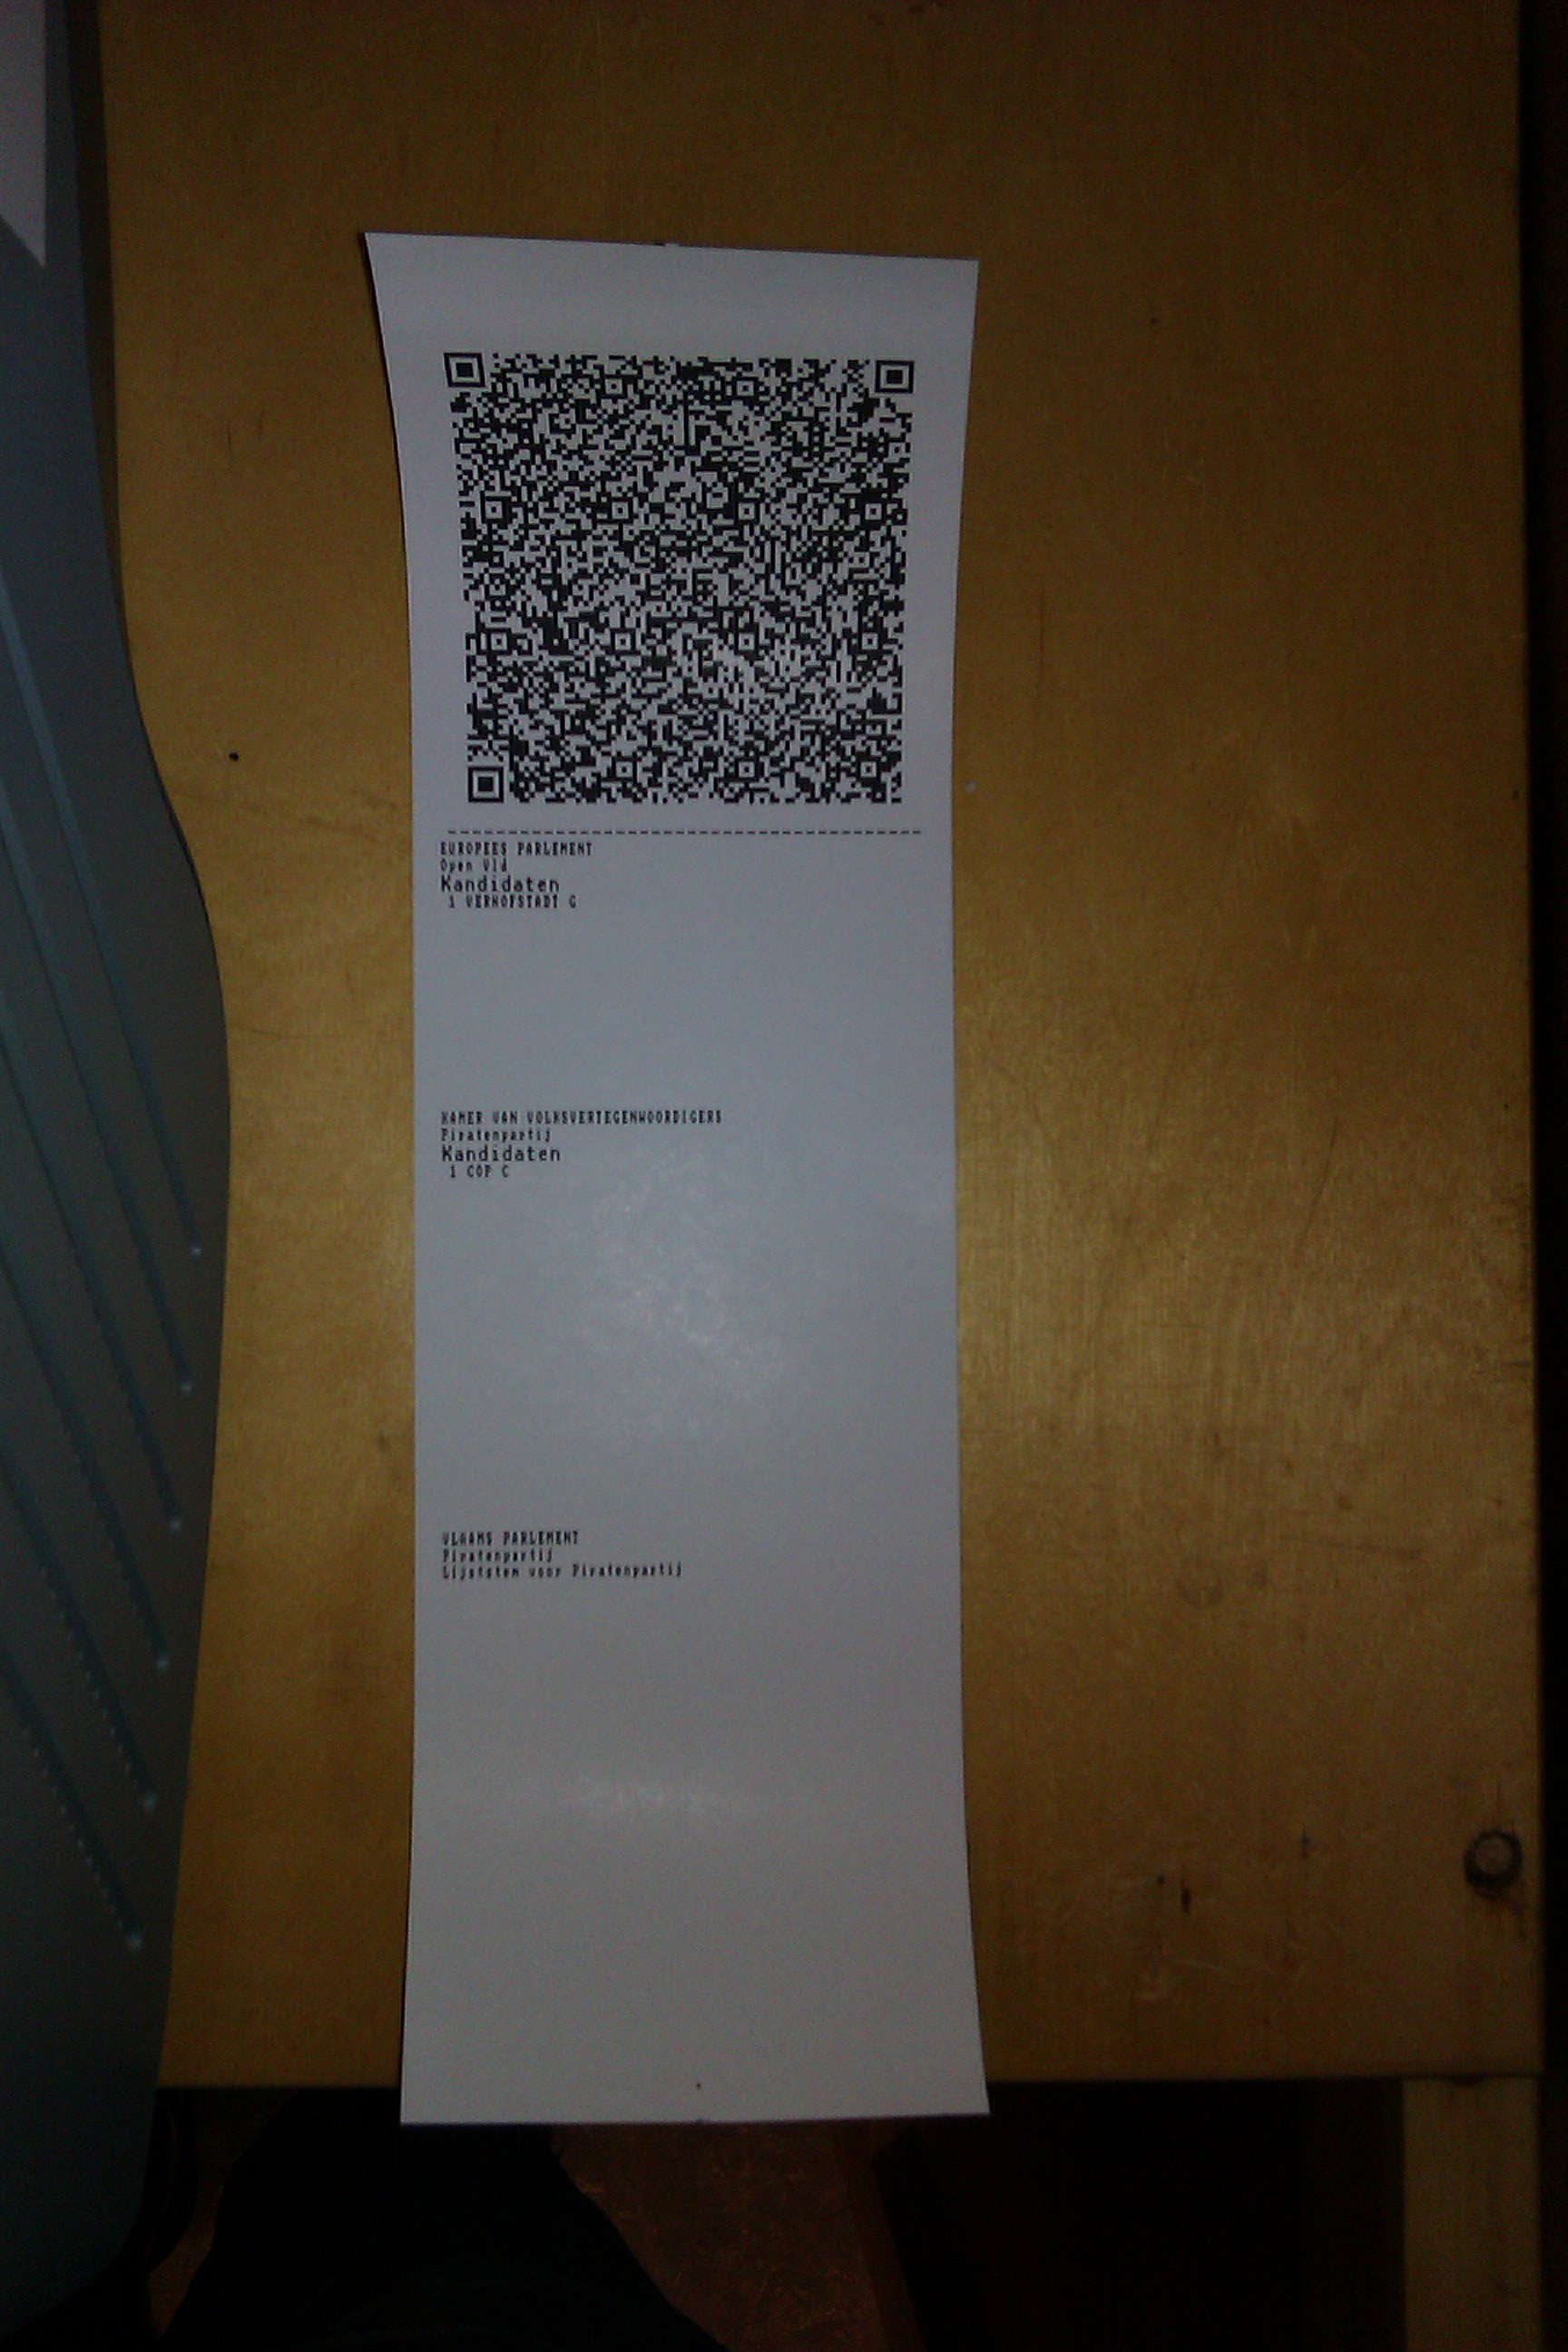 EUROPEES PARLEMENT
Open Vld
Kandidaten
1 VERHOFSTADT G
KAMER VAN VOLKSVERTEGENWOORDIGERS
Piratenpartij
Kandidaten
1 COP C
VLAAMS PARLEMENT
Piratenpartij
Lijststem voor Piratenpartij